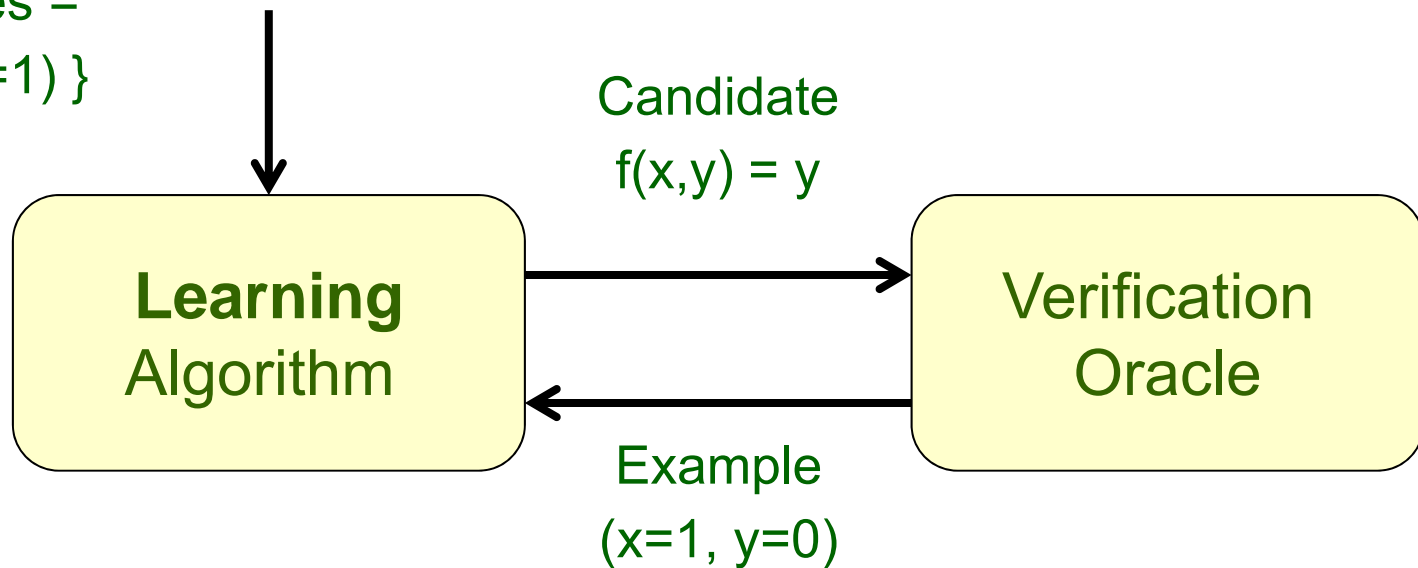 =1) }
Candidate
f(x,y) = y
Learning
Algorithm
Verification
Oracle
Example
(x=1, y=0)